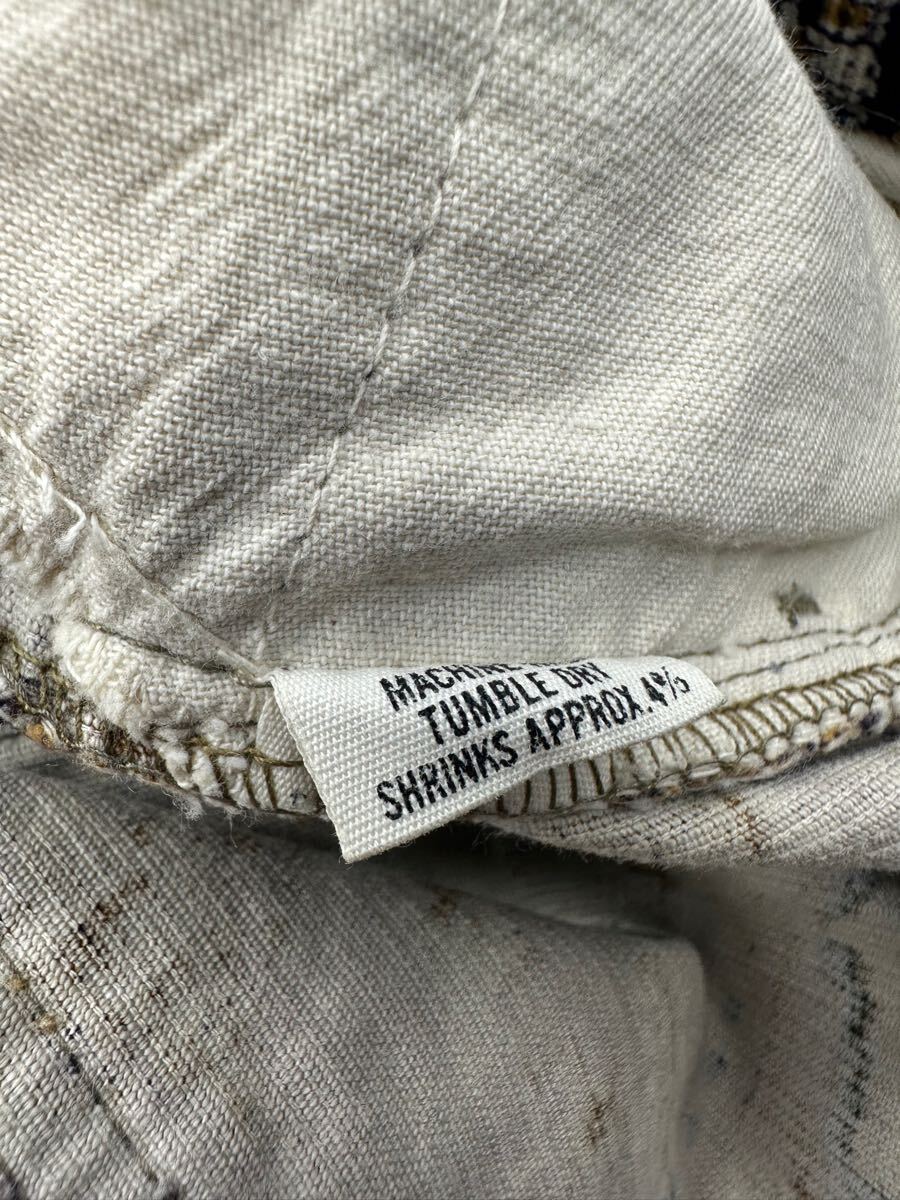 MACHINE
TUMBLE DRY
SHRINKS APPROX.4%